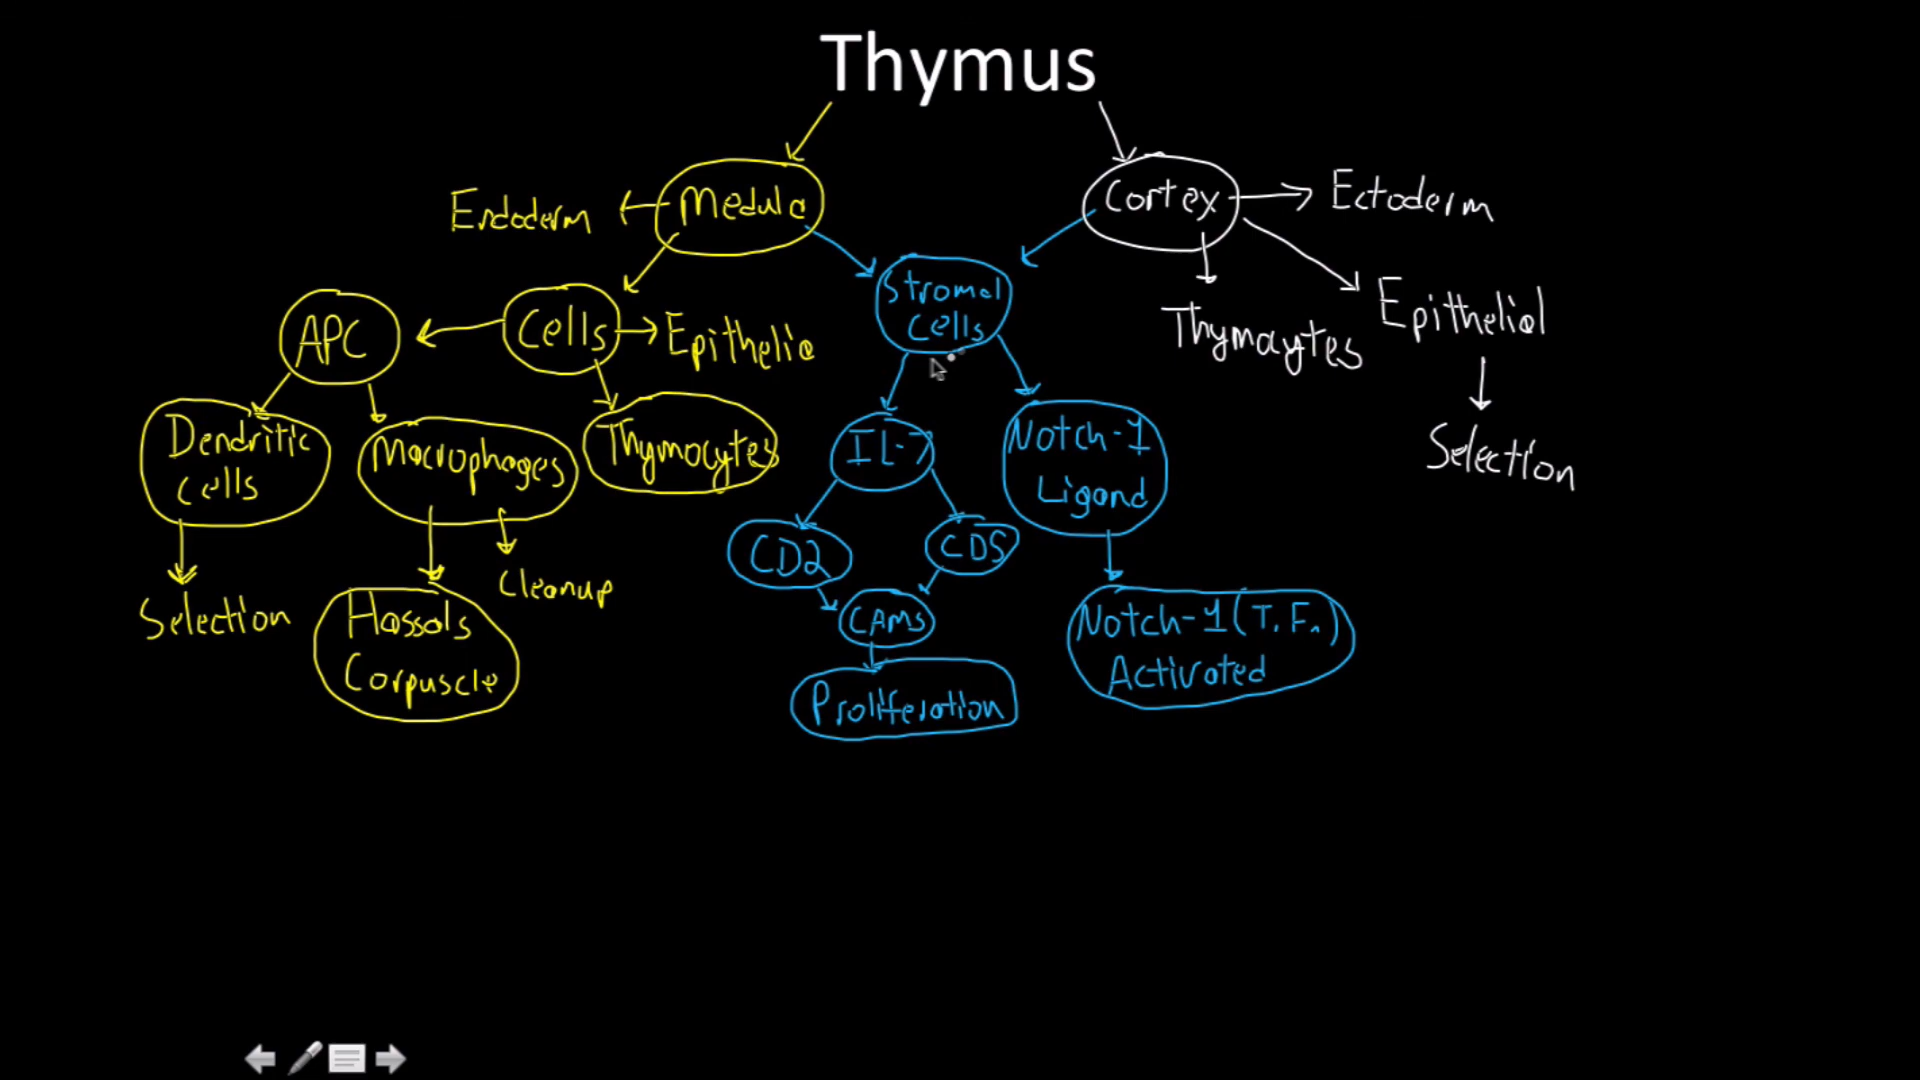 Thymus
Medula
Cortex
Endoderm
Ectoderm
Stromal
Cells
APC
Cells
Epithelia
Thymocytes
Epithelial
Dendritic
Cells
Macrophages
Thymocytes
IL-7
Notch-1
Ligand
Selection
CD2
CD5
Selection
Hassals
Corpuscle
Cleanup
CAMs
Proliferation
Notch-1 (T.F.)
Activated